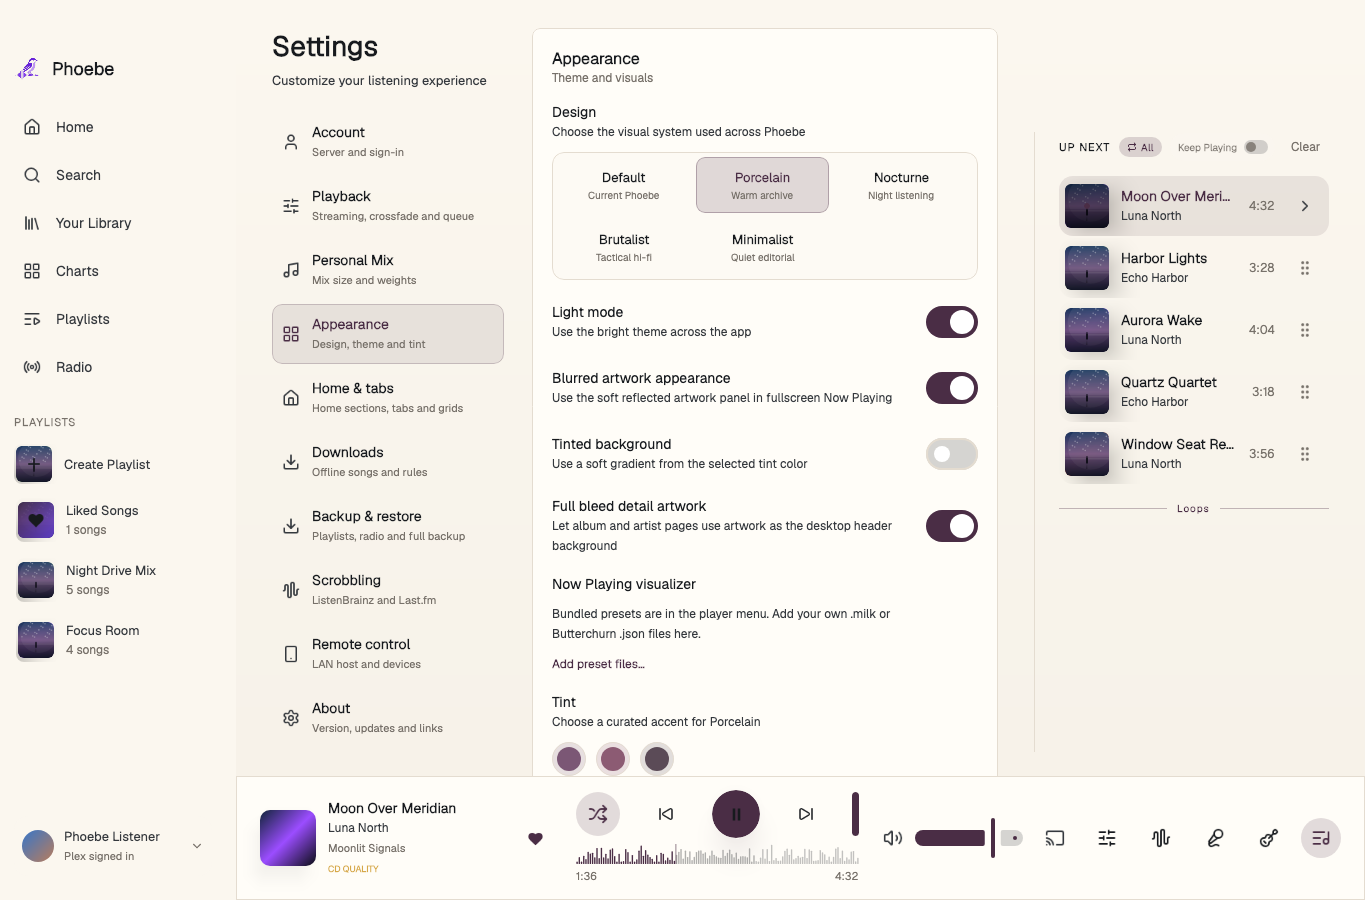 Phoebe
Home
Search
Your Library
Charts
Playlists
Radio
PLAYLISTS
Create Playlist
Liked Songs
1 songs
Night Drive Mix
5 songs
Focus Room
4 songs
Phoebe Listener
Plex signed in
Settings
Customize your listening experience
Account
Server and sign-in
Playback
Streaming, crossfade and queue
Personal Mix
Mix size and weights
Appearance
Design, theme and tint
Home & tabs
Home sections, tabs and grids
Downloads
Offline songs and rules
Backup & restore
Playlists, radio and full backup
Scrobbling
ListenBrainz and Last.fm
Remote control
LAN host and devices
About
Version, updates and links
Appearance
Theme and visuals
Design
Choose the visual system used across Phoebe
Default
Current Phoebe
Porcelain
Warm archive
Nocturne
Night listening
Brutalist
Tactical hi-fi
Minimalist
Quiet editorial
Light mode
Use the bright theme across the app
Blurred artwork appearance
Use the soft reflected artwork panel in fullscreen Now Playing
Tinted background
Use a soft gradient from the selected tint color
Full bleed detail artwork
Let album and artist pages use artwork as the desktop header
background
Now Playing visualizer
Bundled presets are in the player menu. Add your own .milk or
Butterchurn .json files here.
Add preset files...
Tint
Choose a curated accent for Porcelain
UP NEXT All Keep Playing Clear
Moon Over Meri... 4:32
Luna North
Harbor Lights 3:28
Echo Harbor
Aurora Wake 4:04
Luna North
Quartz Quartet 3:18
Echo Harbor
Window Seat Re... 3:56
Luna North
Loops
Moon Over Meridian
Luna North
Moonlit Signals
CD QUALITY
1:36 4:32